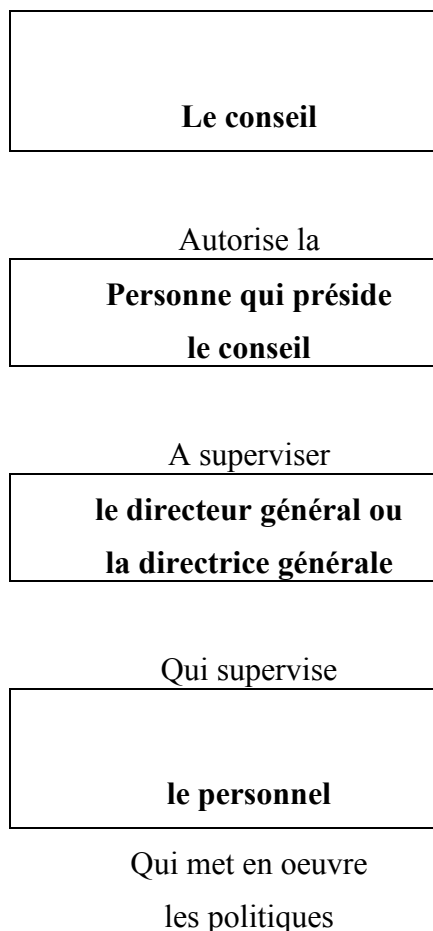 Le conseil
Autorise la
Personne qui préside
le conseil
A superviser
le directeur général ou
la directrice générale
Qui supervise
le personnel
Qui met en oeuvre
les politiques